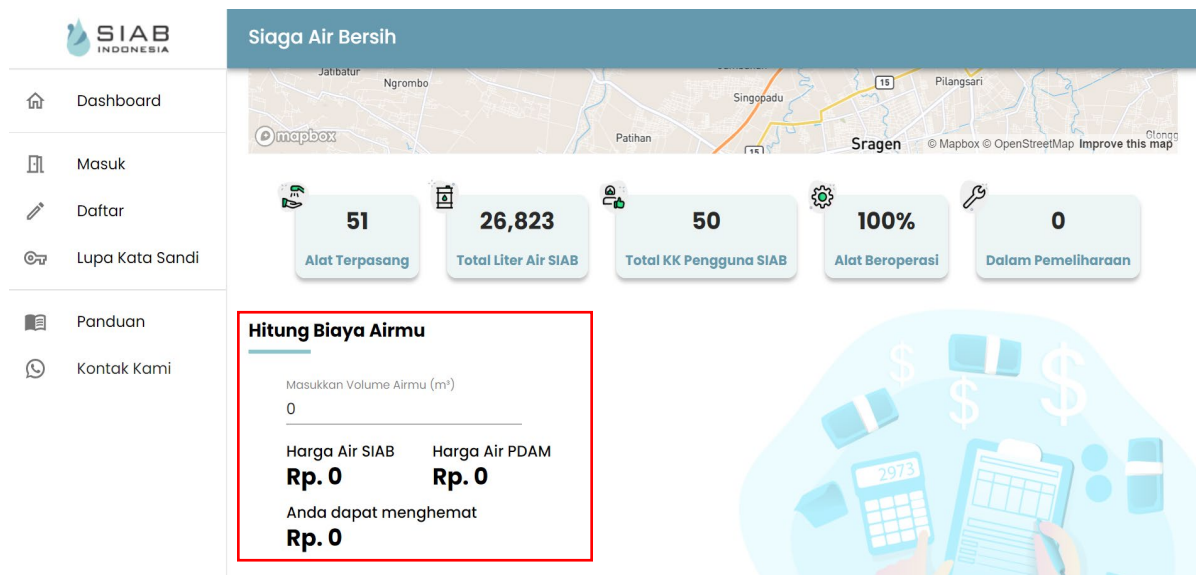 SIAB
INDONESIA
Siaga Air Bersih
Dashboard
Masuk
Daftar
Lupa Kata Sandi
Panduan
Kontak Kami
Jatibatur
Ngrombo
Singopadu
15
Pilangsari
Patihan
15
Sragen
mapbox
© Mapbox © OpenStreetMap Improve this map
51
Alat Terpasang
26,823
Total Liter Air SIAB
50
Total KK Pengguna SIAB
100%
Alat Beroperasi
0
Dalam Pemeliharaan
Hitung Biaya Airmu
Masukkan Volume Airmu (m³)
0
Harga Air SIAB Harga Air PDAM
Rp. 0 Rp. 0
Anda dapat menghemat
Rp. 0
$
$
$
2973